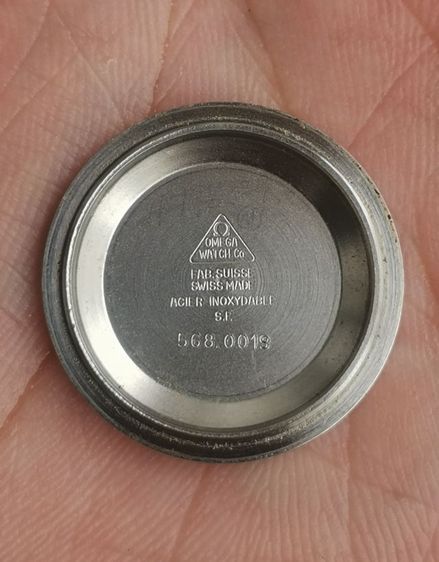 Ω
OMEGA
WATCH Co
FAB. SUISSE
SWISS MADE
ACIER INOXYDABLE
S.F.
568.0019